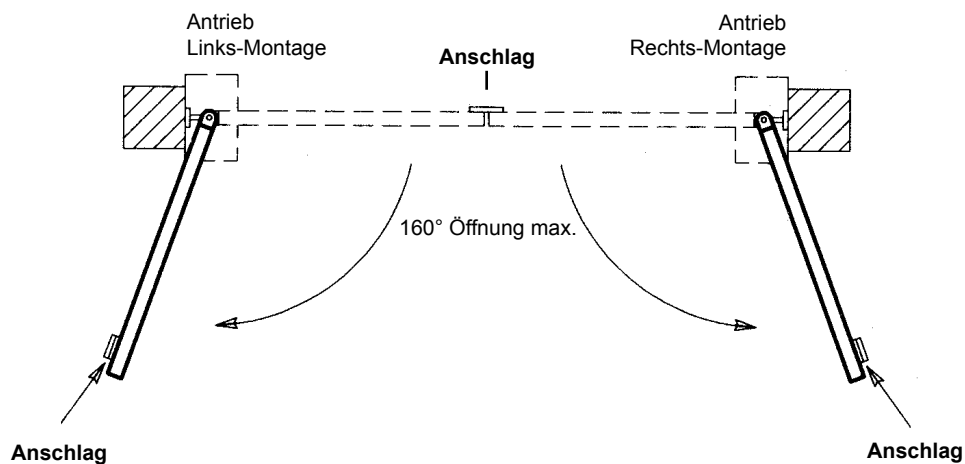 Antrieb
Links-Montage
Anschlag
Antrieb
Rechts-Montage
160° Öffnung max.
Anschlag
Anschlag